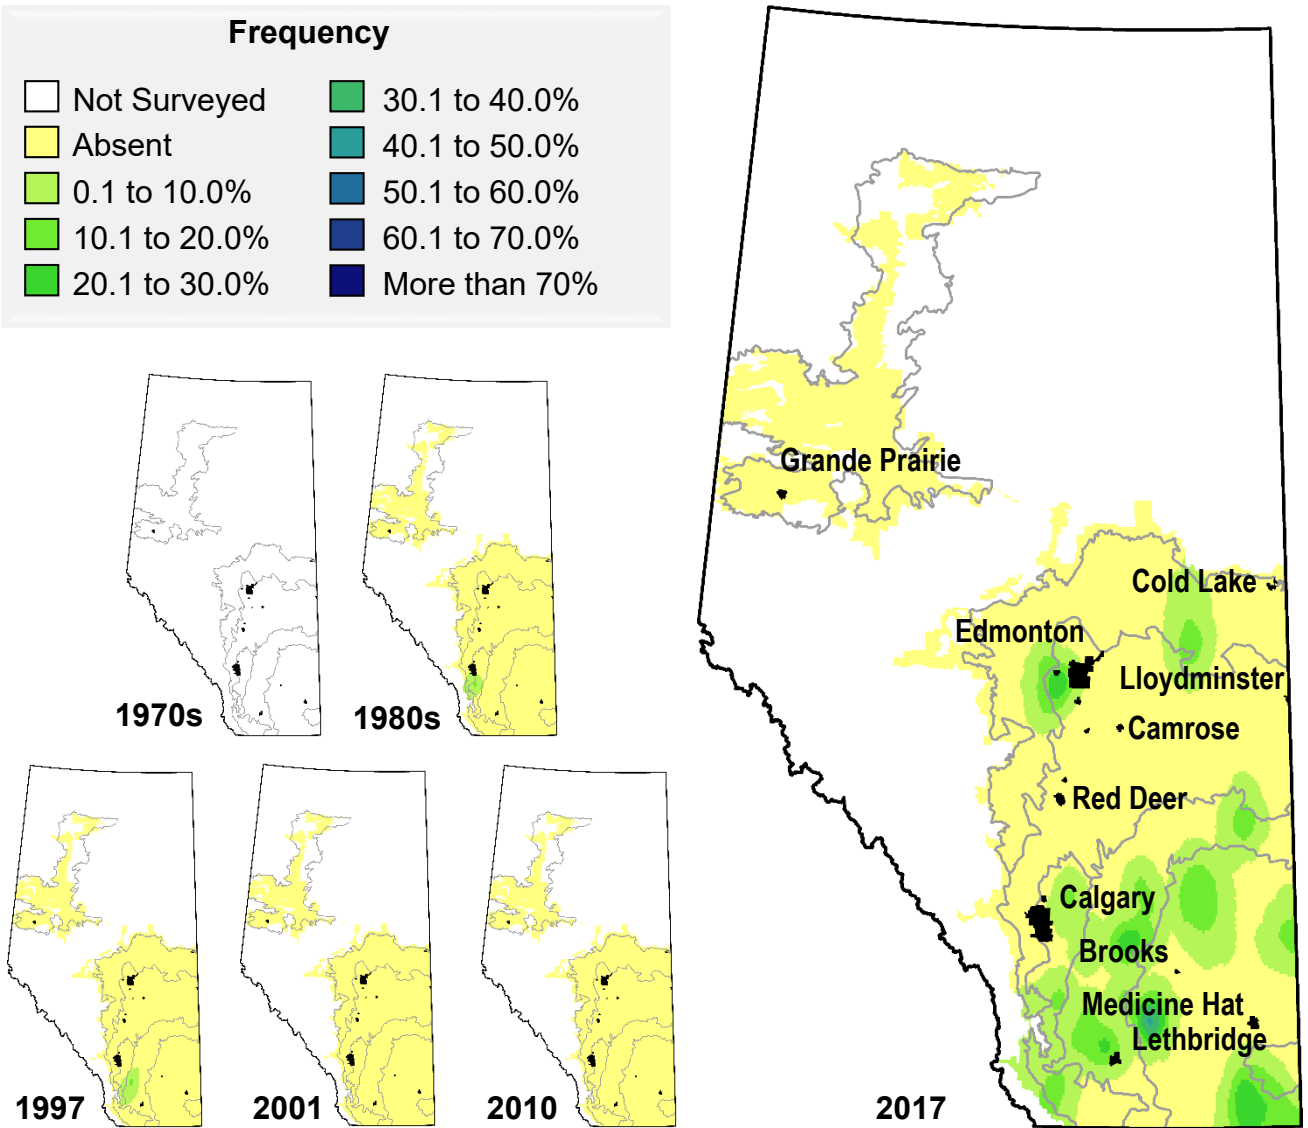 Frequency
Not Surveyed
Absent
0.1 to 10.0%
10.1 to 20.0%
20.1 to 30.0%
30.1 to 40.0%
40.1 to 50.0%
50.1 to 60.0%
60.1 to 70.0%
More than 70%
Grande Prairie
Cold Lake
Edmonton
Lloydminster
Camrose
Red Deer
Calgary
Brooks
Medicine Hat
Lethbridge
1970s
1980s
1997
2001
2010
2017